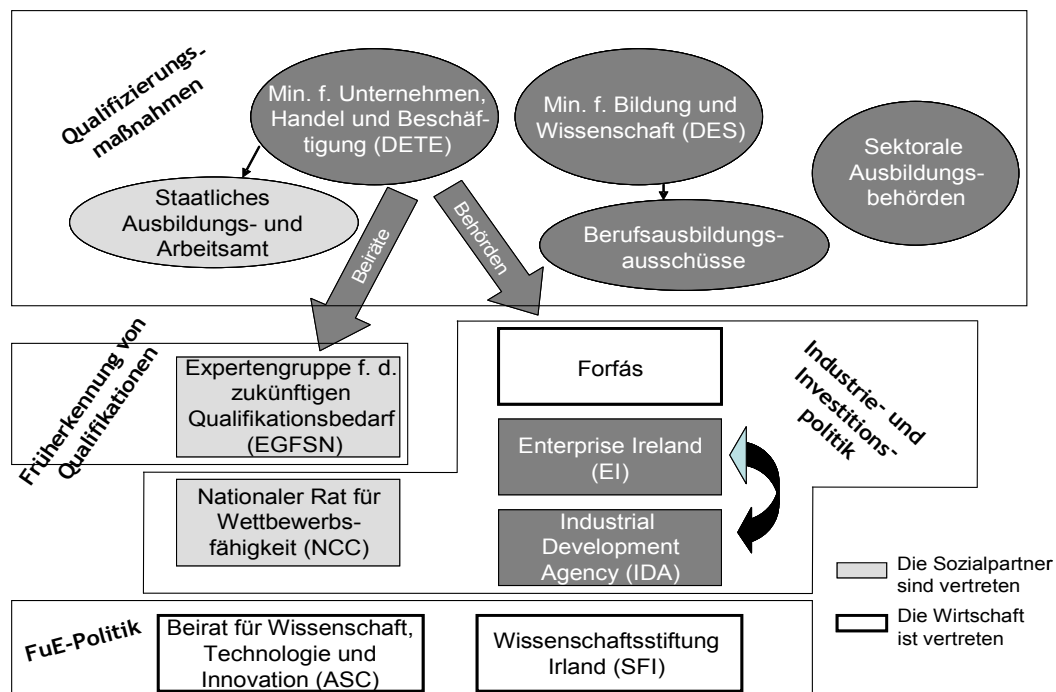 Qualifizierungs-
maßnahmen
Min. f. Unternehmen,
Handel und Beschäf-
tigung (DETE)
Min. f. Bildung und
Wissenschaft (DES)
Sektorale
Ausbildungs-
behörden
Staatliches
Ausbildungs- und
Arbeitsamt
Berufsausbildungs-
ausschüsse
Beiräte
Behörden
Früherkennung von
Qualifikationen
Expertengruppe f. d.
zukünftigen
Qualifikationsbedarf
(EGFSN)
Forfás
Industrie- und
Investitions-
politik
Enterprise Ireland
(EI)
Nationaler Rat für
Wettbewerbs-
fähigkeit (NCC)
Industrial
Development
Agency (IDA)
Die Sozialpartner
sind vertreten
Die Wirtschaft
ist vertreten
FuE-Politik
Beirat für Wissenschaft,
Technologie und
Innovation (ASC)
Wissenschaftsstiftung
Irland (SFI)